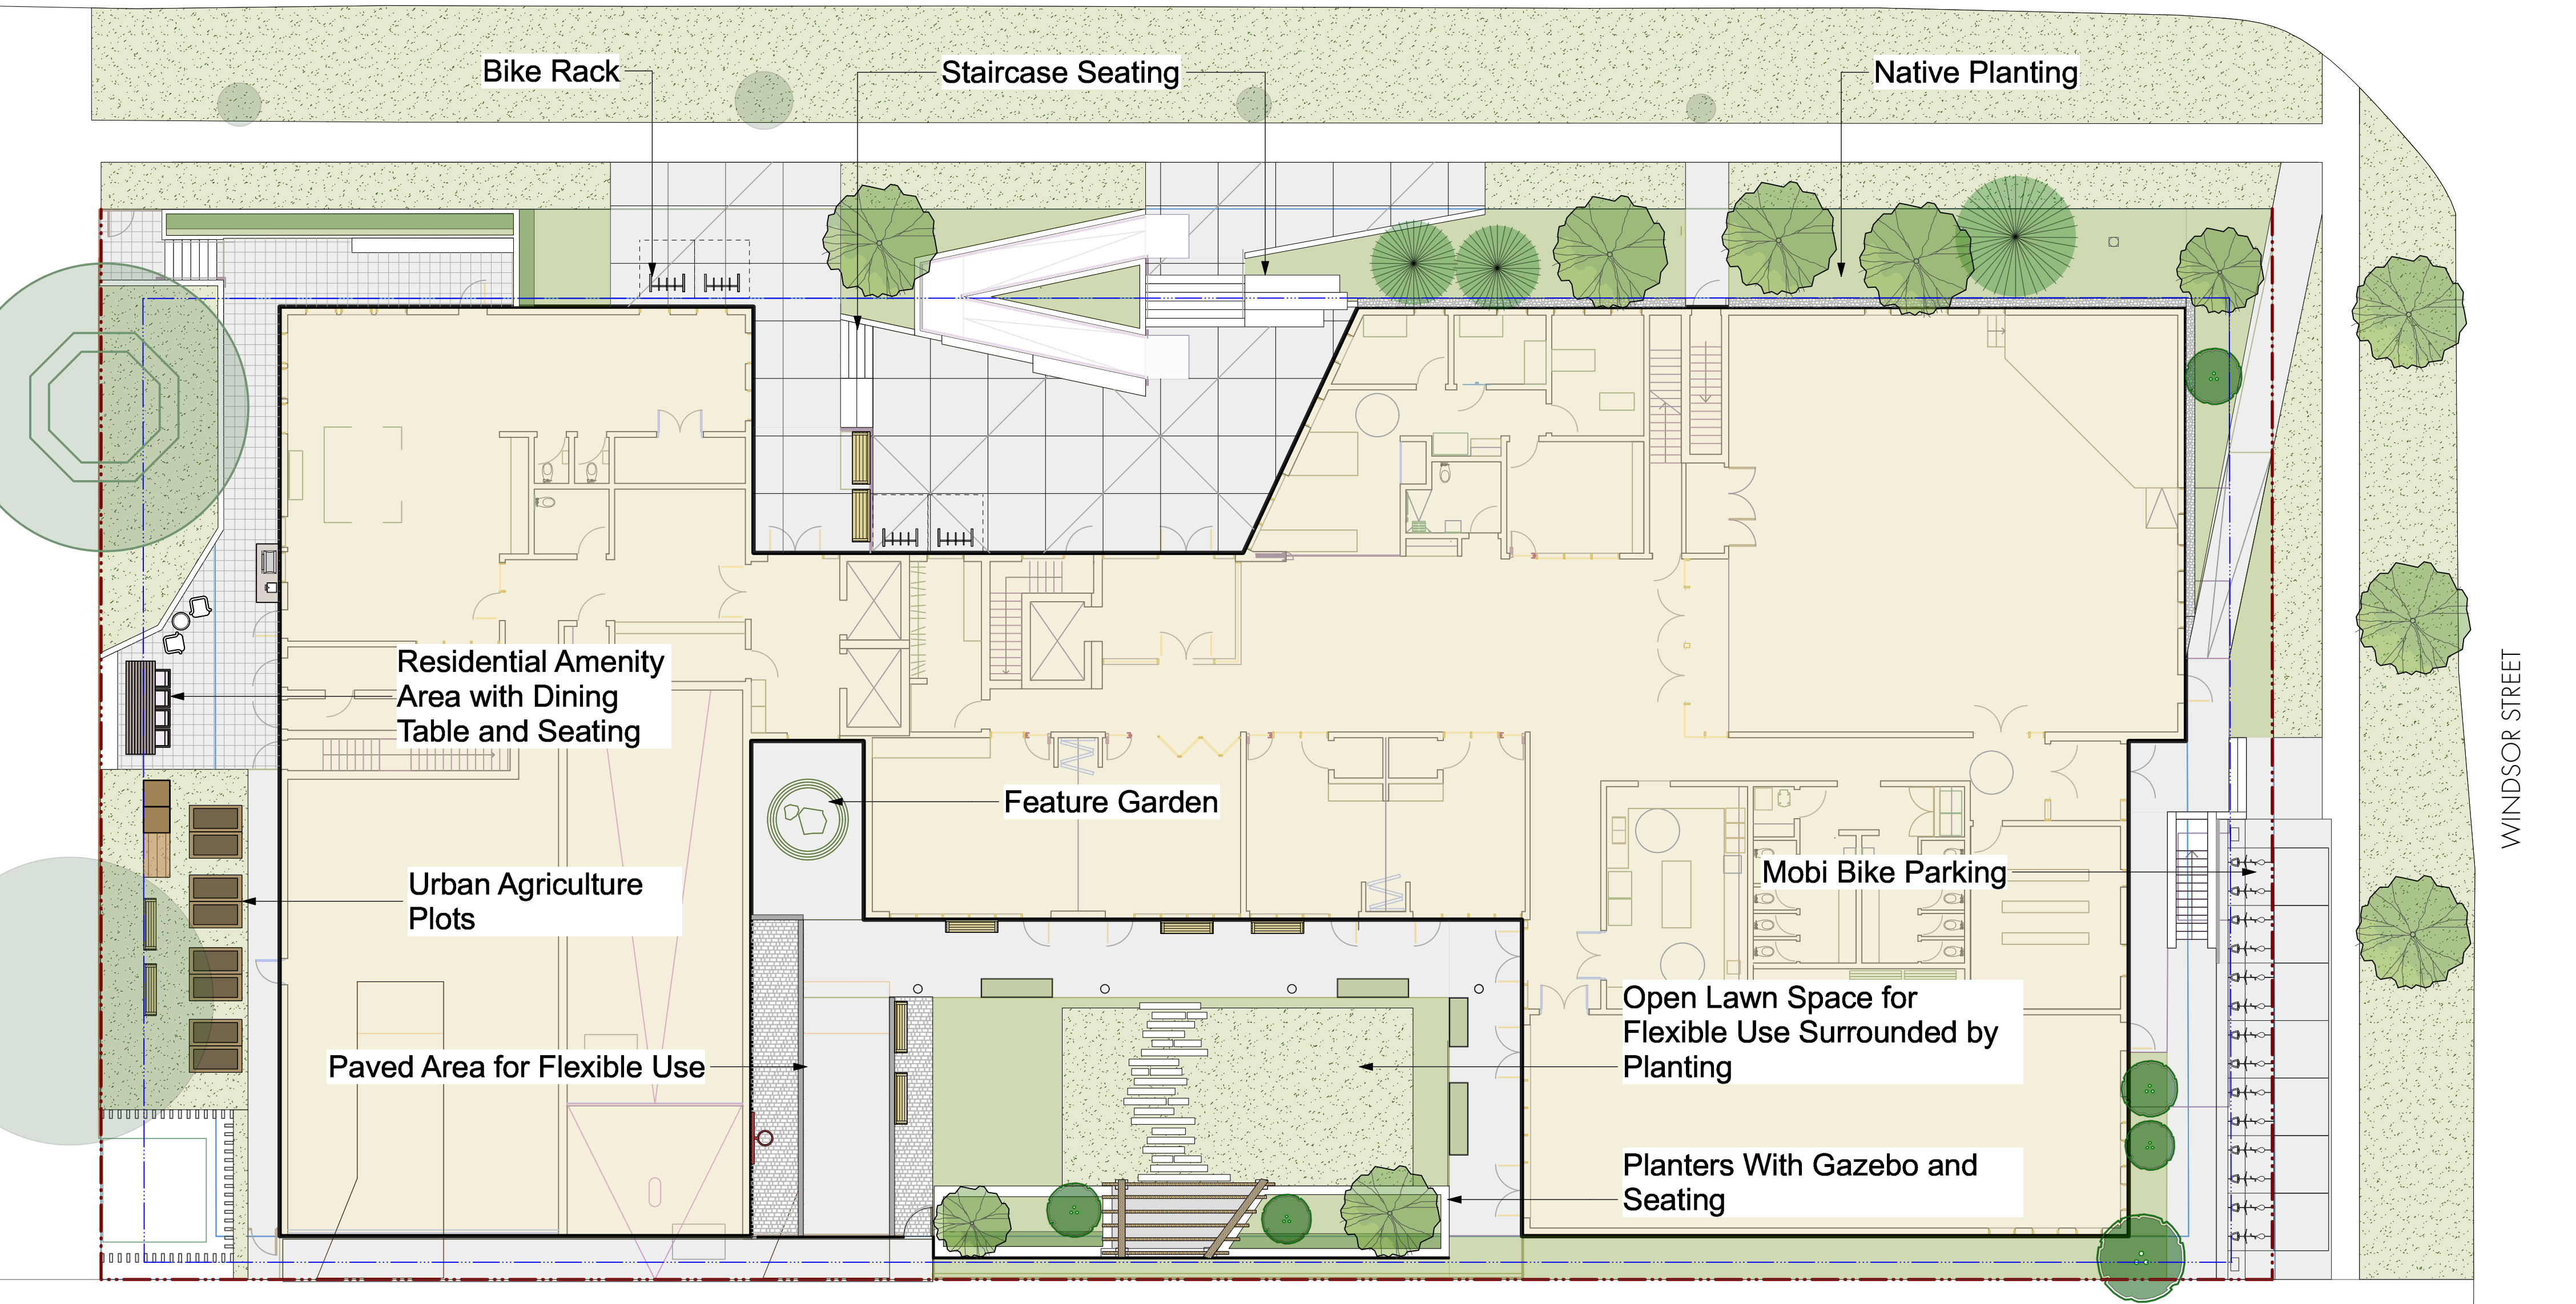 Bike Rack
Staircase Seating
Native Planting
WINDSOR STREET
Residential Amenity
Area with Dining
Table and Seating
Feature Garden
Urban Agriculture
Plots
Mobi Bike Parking
Paved Area for Flexible Use
Open Lawn Space for
Flexible Use Surrounded by
Planting
Planters With Gazebo and
Seating